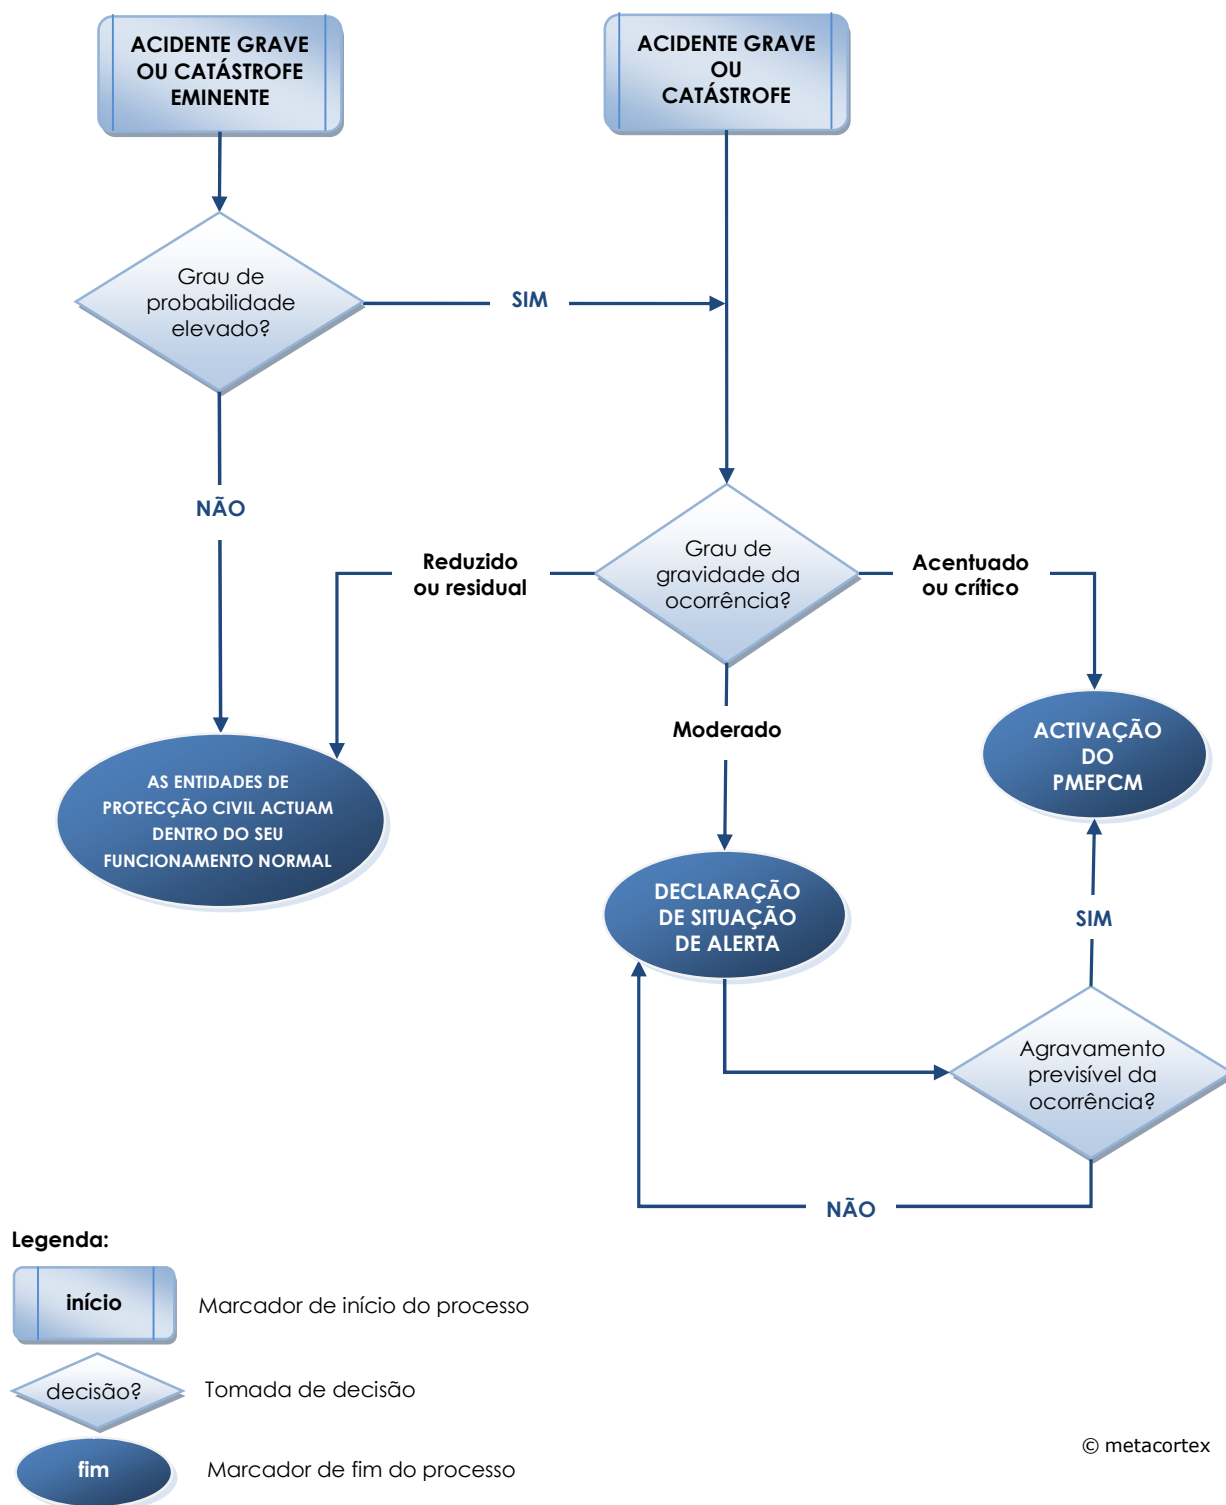 ACIDENTE GRAVE
OU CATÁSTROFE
EMINENTE
ACIDENTE GRAVE
OU
CATÁSTROFE
Grau de
probabilidade
elevado?
SIM
NÃO
Reduzido
ou residual
Grau de
gravidade da
ocorrência?
Acentuado
ou crítico
Moderado
ACTIVAÇÃO
DO
PMEPCM
AS ENTIDADES DE
PROTECÇÃO CIVIL ACTUAM
DENTRO DO SEU
FUNCIONAMENTO NORMAL
DECLARAÇÃO
DE SITUAÇÃO
DE ALERTA
SIM
Agravamento
previsível da
ocorrência?
NÃO
Legenda:
início
Marcador de início do processo
decisão?
Tomada de decisão
fim
Marcador de fim do processo
© metacortex